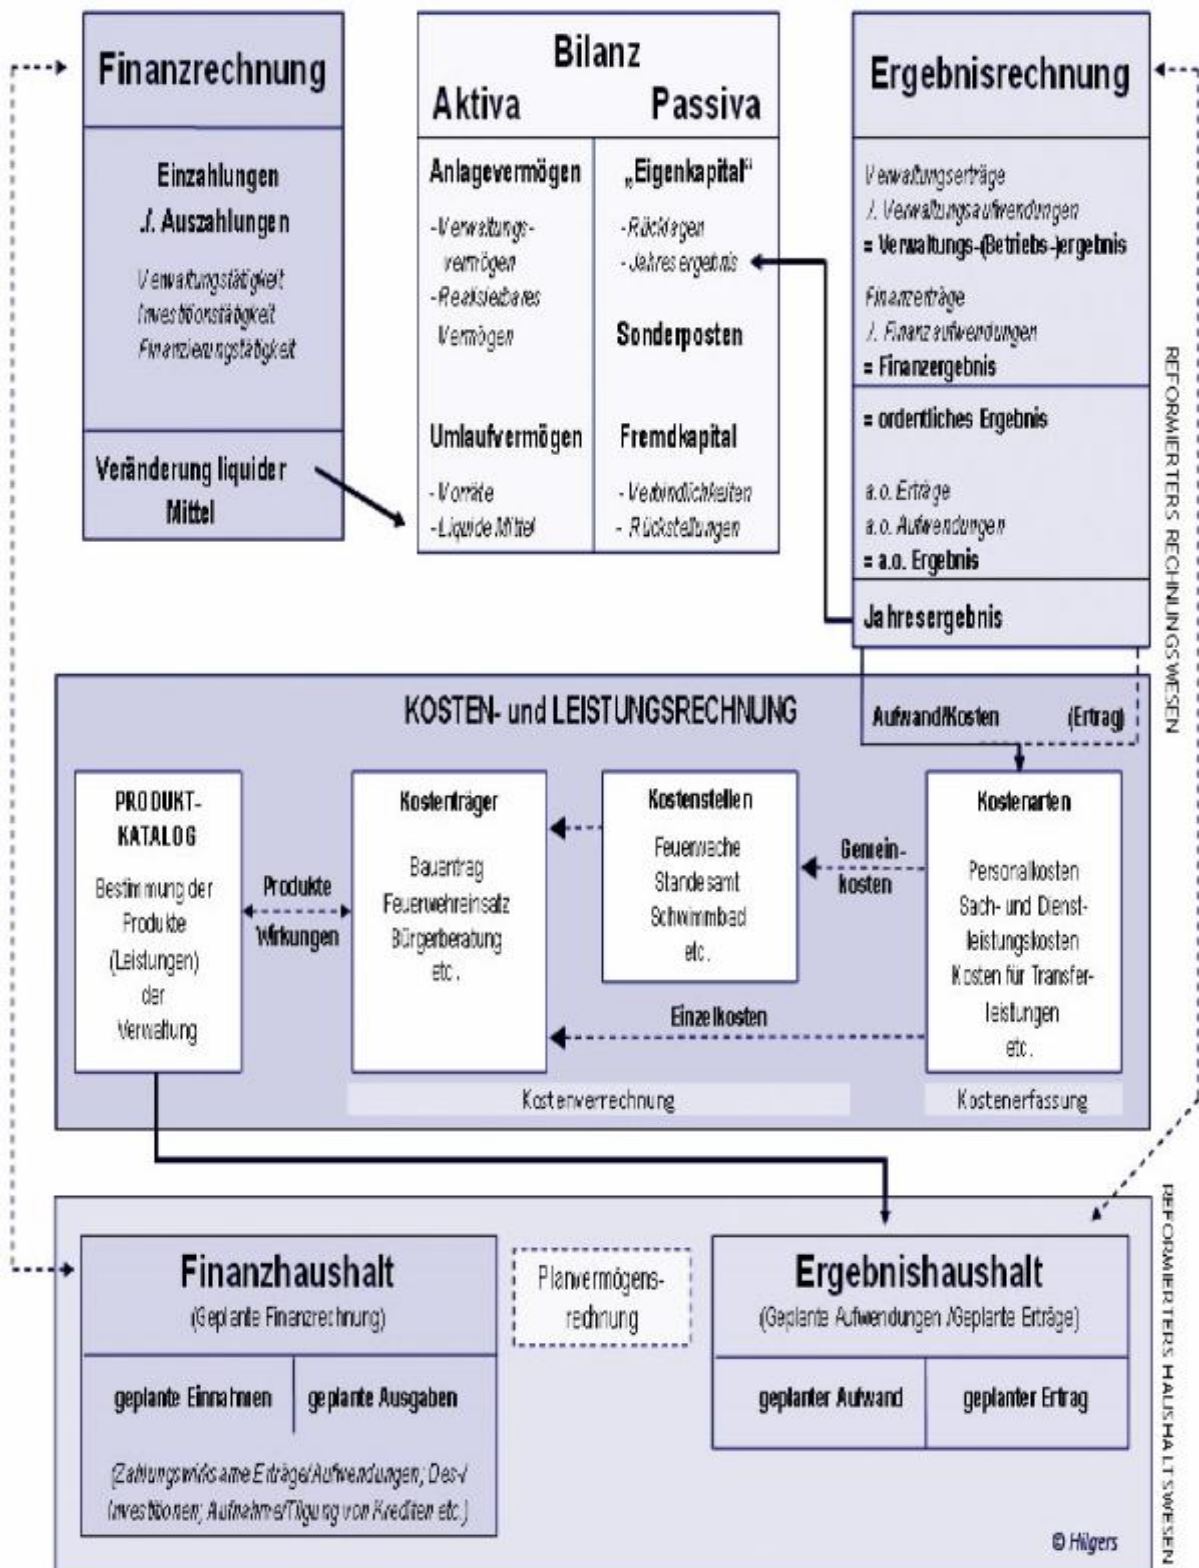 Finanzrechnung
Einzahlungen
./. Auszahlungen
Verwaltungstätigkeit
Investitionstätigkeit
Finanzierungstätigkeit
Veränderung liquider
Mittel
Bilanz
Aktiva Passiva
Anlagevermögen
- Verwaltungs-
vermögen
- Realisierbares
Vermögen
Umlaufvermögen
- Vorräte
- Liquide Mittel
„Eigenkapital“
- Rücklagen
- Jahresergebnis
Sonderposten
Fremdkapital
- Verbindlichkeiten
- Rückstellungen
Ergebnisrechnung
Verwaltungserträge
./. Verwaltungsaufwendungen
= Verwaltungs-(Betriebs-)ergebnis
Finanzerträge
./. Finanzaufwendungen
= Finanzergebnis
= ordentliches Ergebnis
a.o. Erträge
a.o. Aufwendungen
= a.o. Ergebnis
Jahresergebnis
REFORMIERTERS RECHNUNGSWESEN
KOSTEN- und LEISTUNGSRECHNUNG
Aufwand/Kosten (Ertrag)
PRODUKT-
KATALOG
Bestimmung der
Produkte
(Leistungen)
der
Verwaltung
Produkte
Wirkungen
Kostenträger
Bauantrag
Feuerwehreinsatz
Bürgerberatung
etc.
Kostenstellen
Feuerwache
Standesamt
Schwimmbad
etc.
Gemein-
kosten
Einzelkosten
Kostenarten
Personalkosten
Sach- und Dienst-
leistungskosten
Kosten für Transfer-
leistungen
etc.
Kostenverrechnung
Kostenerfassung
Finanzhaushalt
(Geplante Finanzrechnung)
geplante Einnahmen
geplante Ausgaben
(Zahlungswirksame Erträge/Aufwendungen; Des-/
Investitionen; Aufnahme/Tilgung von Krediten etc.)
Planvermögens-
rechnung
Ergebnishaushalt
(Geplante Aufwendungen /Geplante Erträge)
geplanter Aufwand
geplanter Ertrag
REFORMIERTERS HAUSHALTSWESEN
© Hilgers